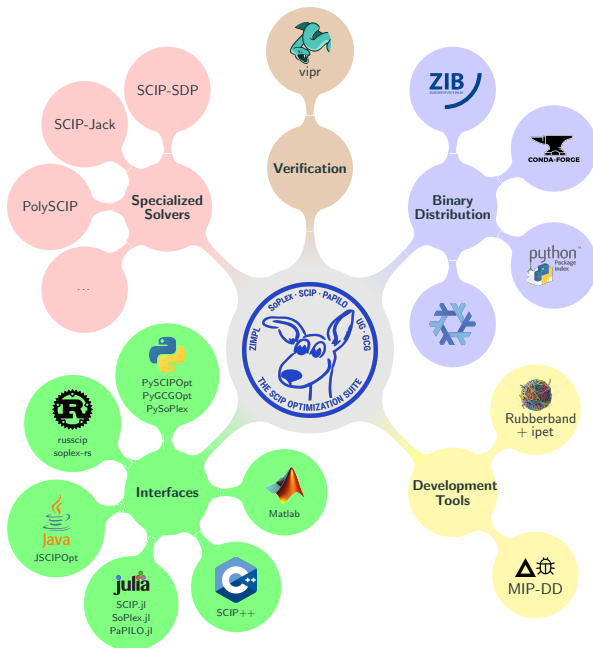 vipr
Verification
SCIP-SDP
SCIP-Jack
PolySCIP
...
Specialized
Solvers
ZIB
CONDA-FORGE
python™
Package
Index
Binary
Distribution
ZIMPL
SoPLEX · SCIP · PAPILO
UG · GCG
THE SCIP OPTIMIZATION SUITE
PySCIPOpt
PyGCGOpt
PySoPlex
R
russcip
soplex-rs
Java
JSCIPOpt
julia
SCIP.jl
SoPlex.jl
PaPILO.jl
C++
SCIP++
Matlab
Interfaces
Rubberband
+ ipet
Development
Tools
MIP-DD